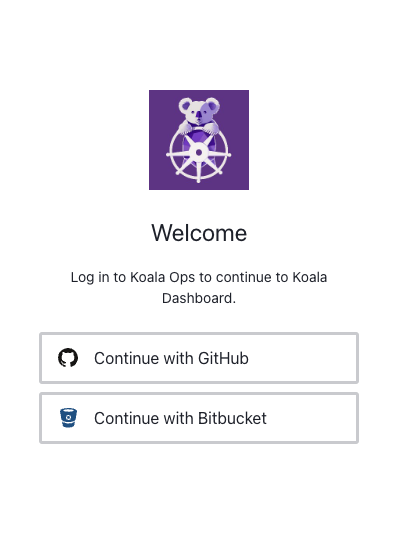 Welcome
Log in to Koala Ops to continue to Koala
Dashboard.
Continue with GitHub
Continue with Bitbucket